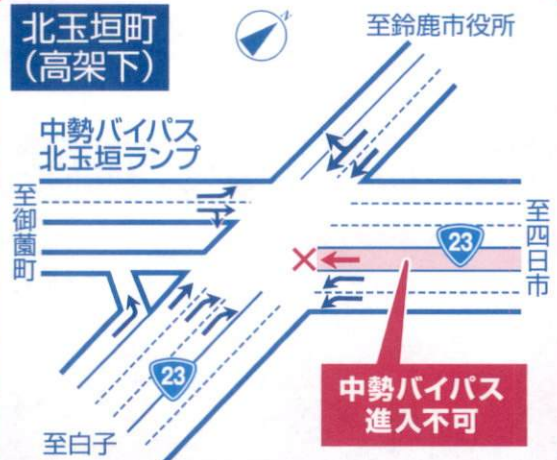 北玉垣町
（高架下）
N
至鈴鹿市役所
中勢バイパス
北玉垣ランプ
至御薗町
至四日市
23
23
中勢バイパス
進入不可
至白子